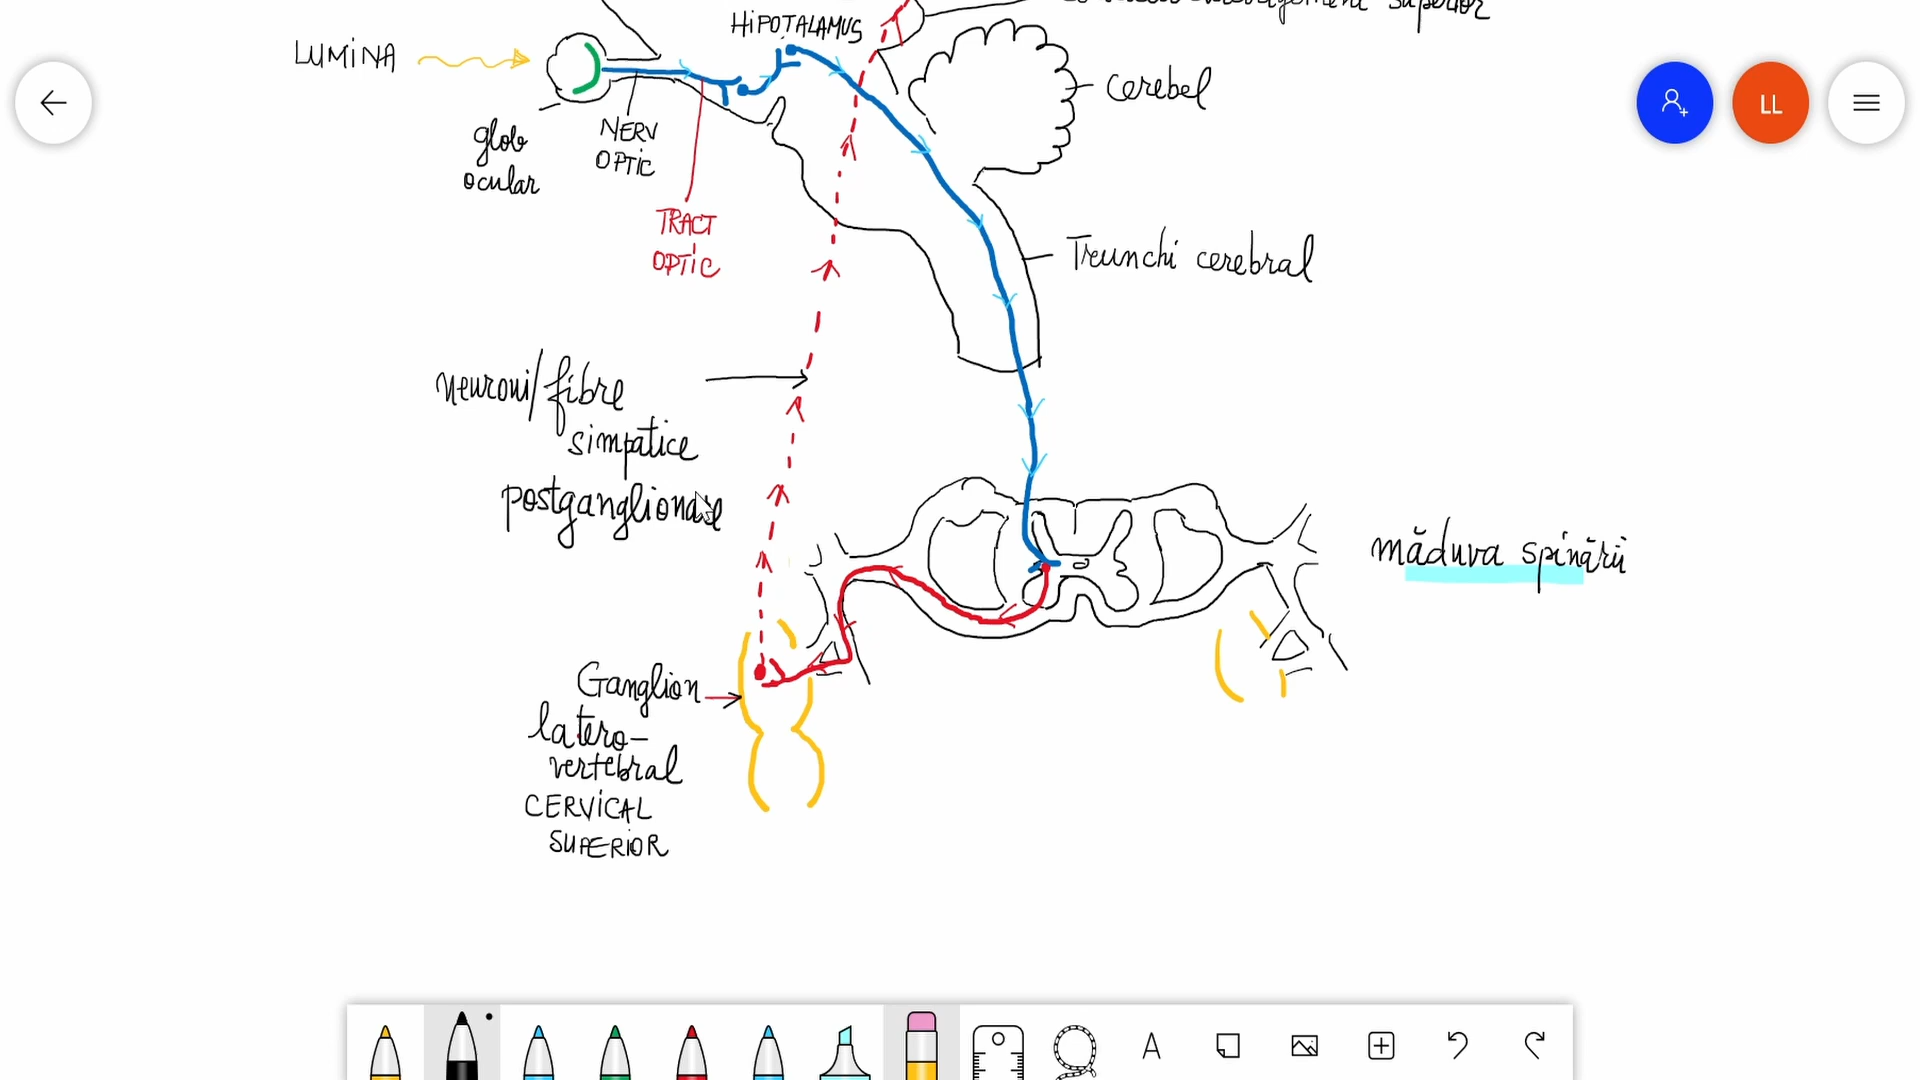 HiPOTALAMUS
superior
LUMINA
cerebel
LL
glob
ocular
NERV
OPTIC
TRACT
OPTIC
Trunchi cerebral
neuroni/fibre
simpatice
postganglionare
măduva spinării
Ganglion
latero-
vertebral
CERVICAL
SUPERIOR
A